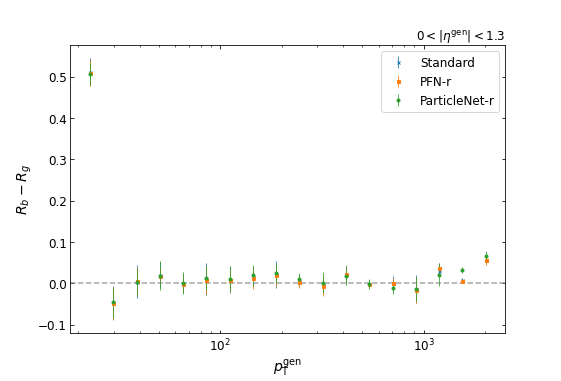 0 < |η^gen| < 1.3
Standard
PFN-r
ParticleNet-r
0.5
0.4
0.3
0.2
0.1
0.0
−0.1
R_b − R_g
10^2
10^3
p_T^gen